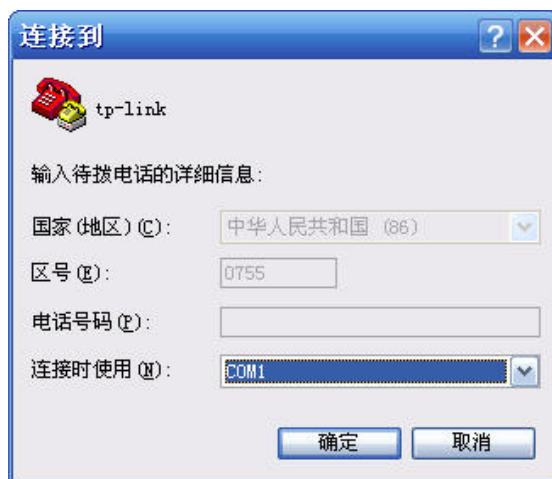 连接到
tp-link
输入待拨电话的详细信息:
国家(地区)(C): 中华人民共和国 (86)
区号(E): 0755
电话号码(P):
连接时使用(N): COM1
确定 取消